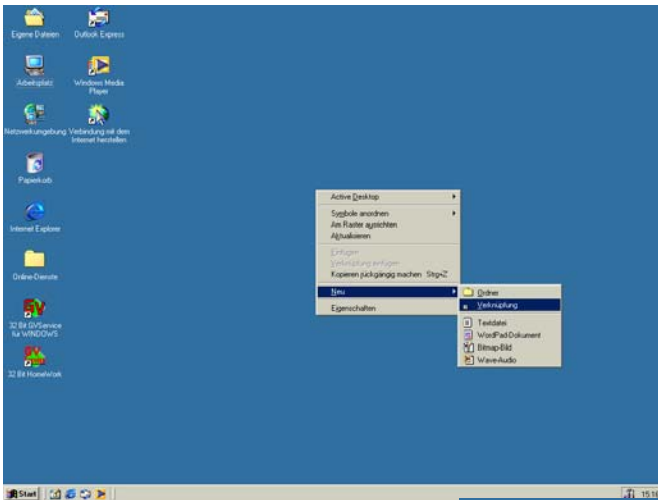 Eigene Dateien
Outlook Express
Arbeitsplatz
Windows Media
Player
Netzwerkumgebung
Verbindung mit dem
Internet herstellen
Papierkorb
Internet Explorer
Online-Dienste
32 Bit GVService
für WINDOWS
32 Bit HomeWork
Active Desktop
Symbole anordnen
Am Raster ausrichten
Aktualisieren
Einfügen
Verknüpfung einfügen
Kopieren rückgängig machen Strg+Z
Neu
Eigenschaften
Ordner
Verknüpfung
Textdatei
WordPad-Dokument
Bitmap-Bild
Wave-Audio
Start
15:16